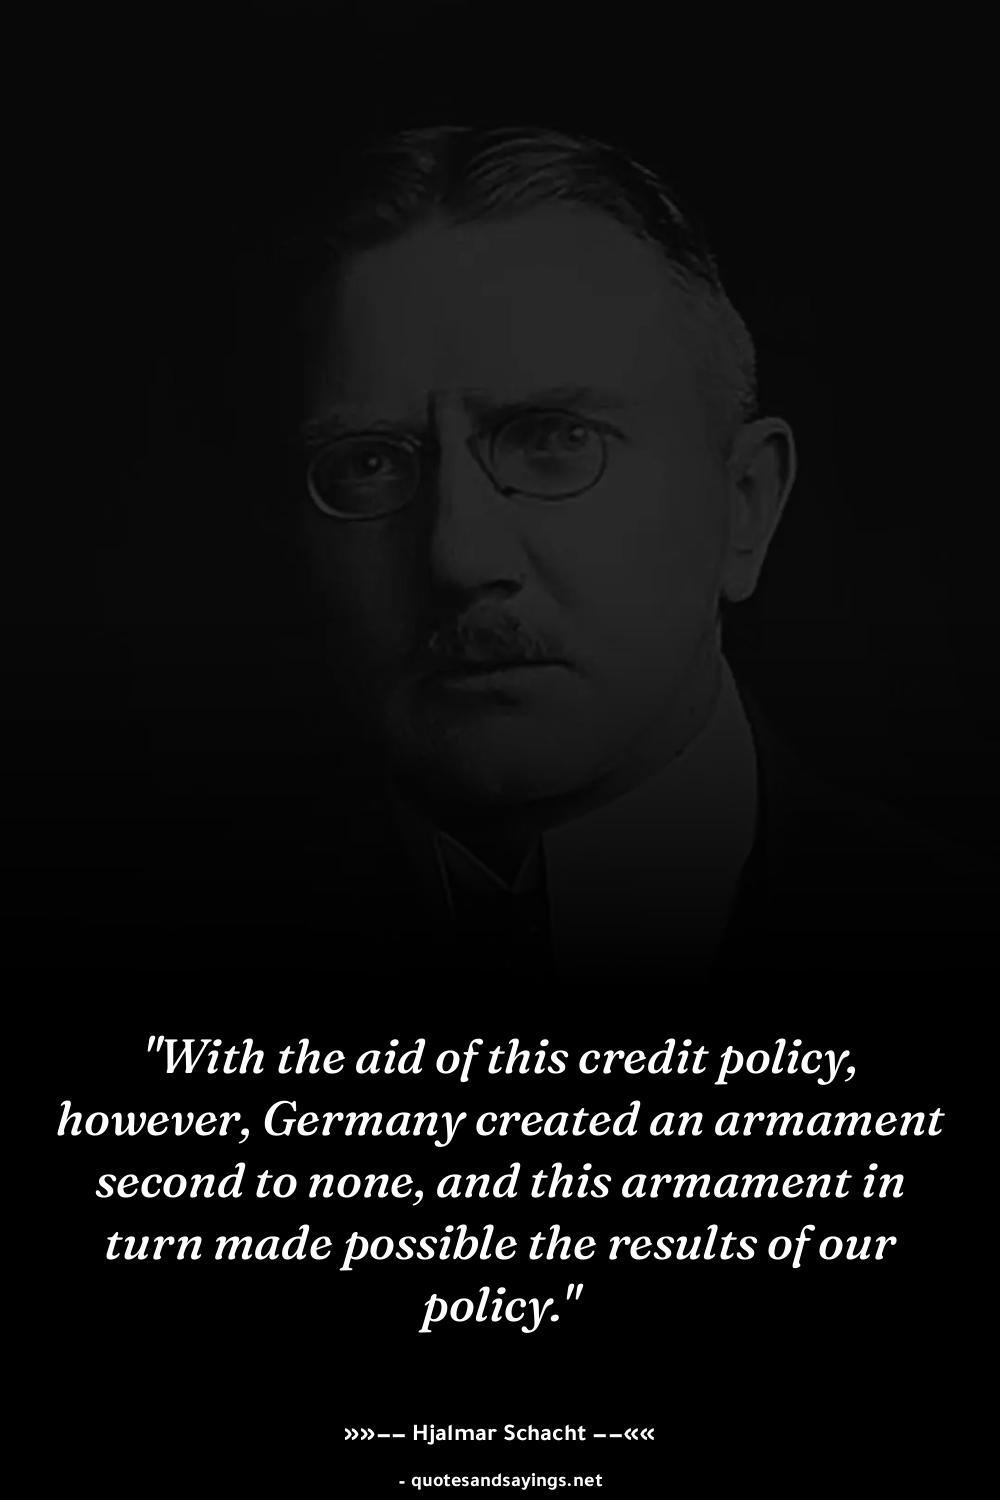 "With the aid of this credit policy,
however, Germany created an armament
second to none, and this armament in
turn made possible the results of our
policy."
»»−− Hjalmar Schacht −−««
- quotesandsayings.net